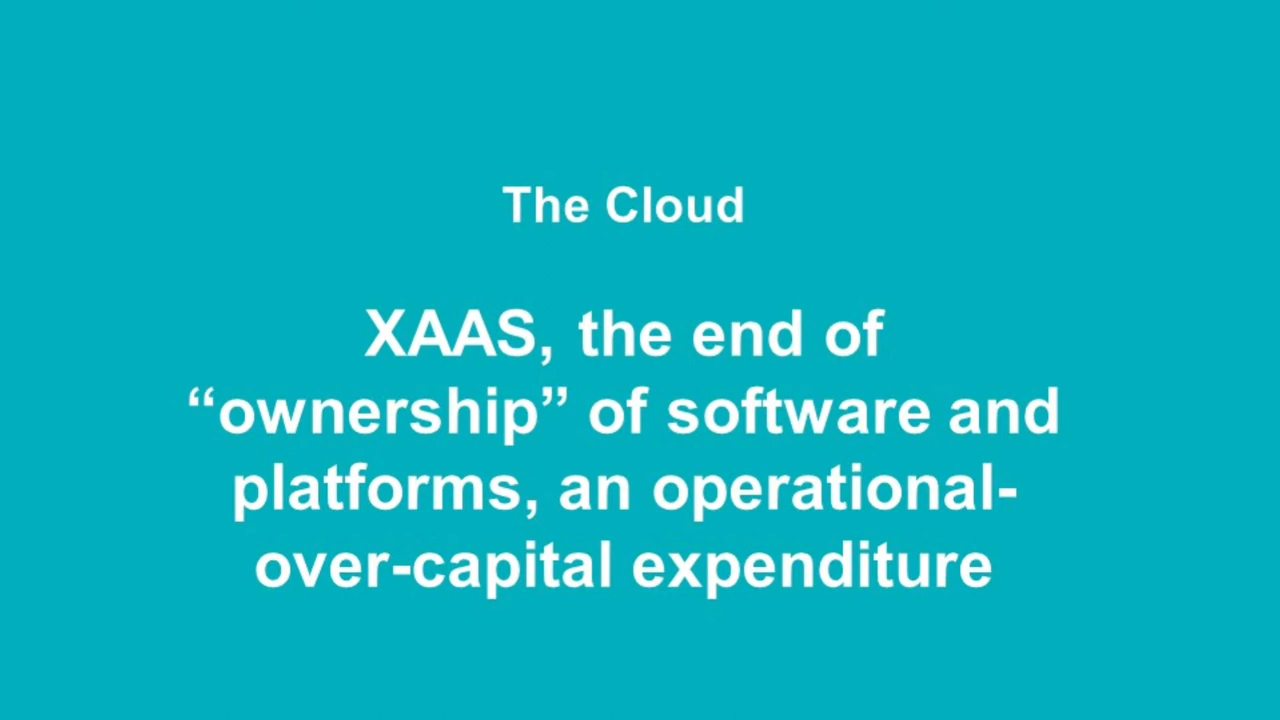 The Cloud
XAAS, the end of
“ownership” of software and
platforms, an operational-
over-capital expenditure